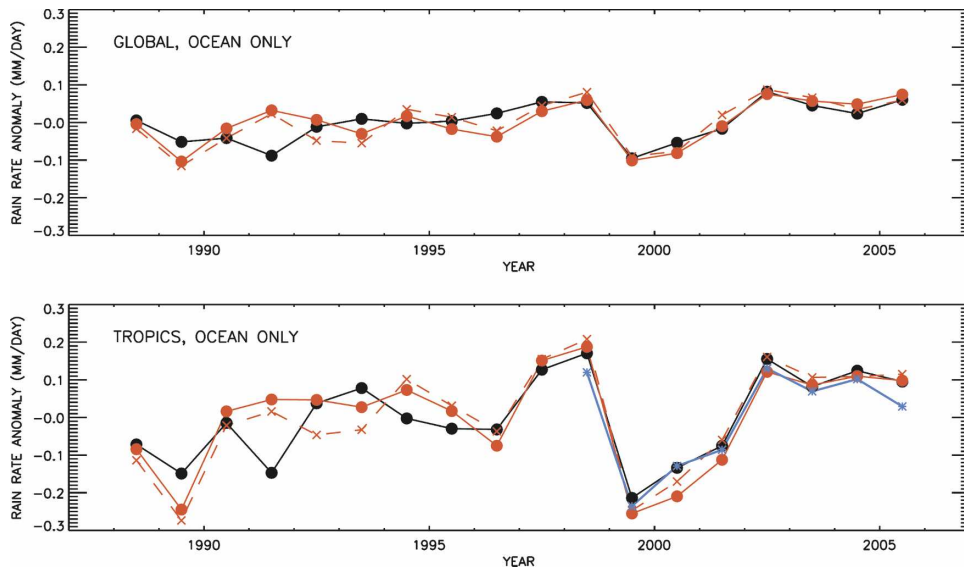 RAIN RATE ANOMALY (MM/DAY)
0.3
0.2
0.1
-0.0
-0.1
-0.2
-0.3
GLOBAL, OCEAN ONLY
1990 1995 2000 2005
YEAR
RAIN RATE ANOMALY (MM/DAY)
0.3
0.2
0.1
-0.0
-0.1
-0.2
-0.3
TROPICS, OCEAN ONLY
1990 1995 2000 2005
YEAR